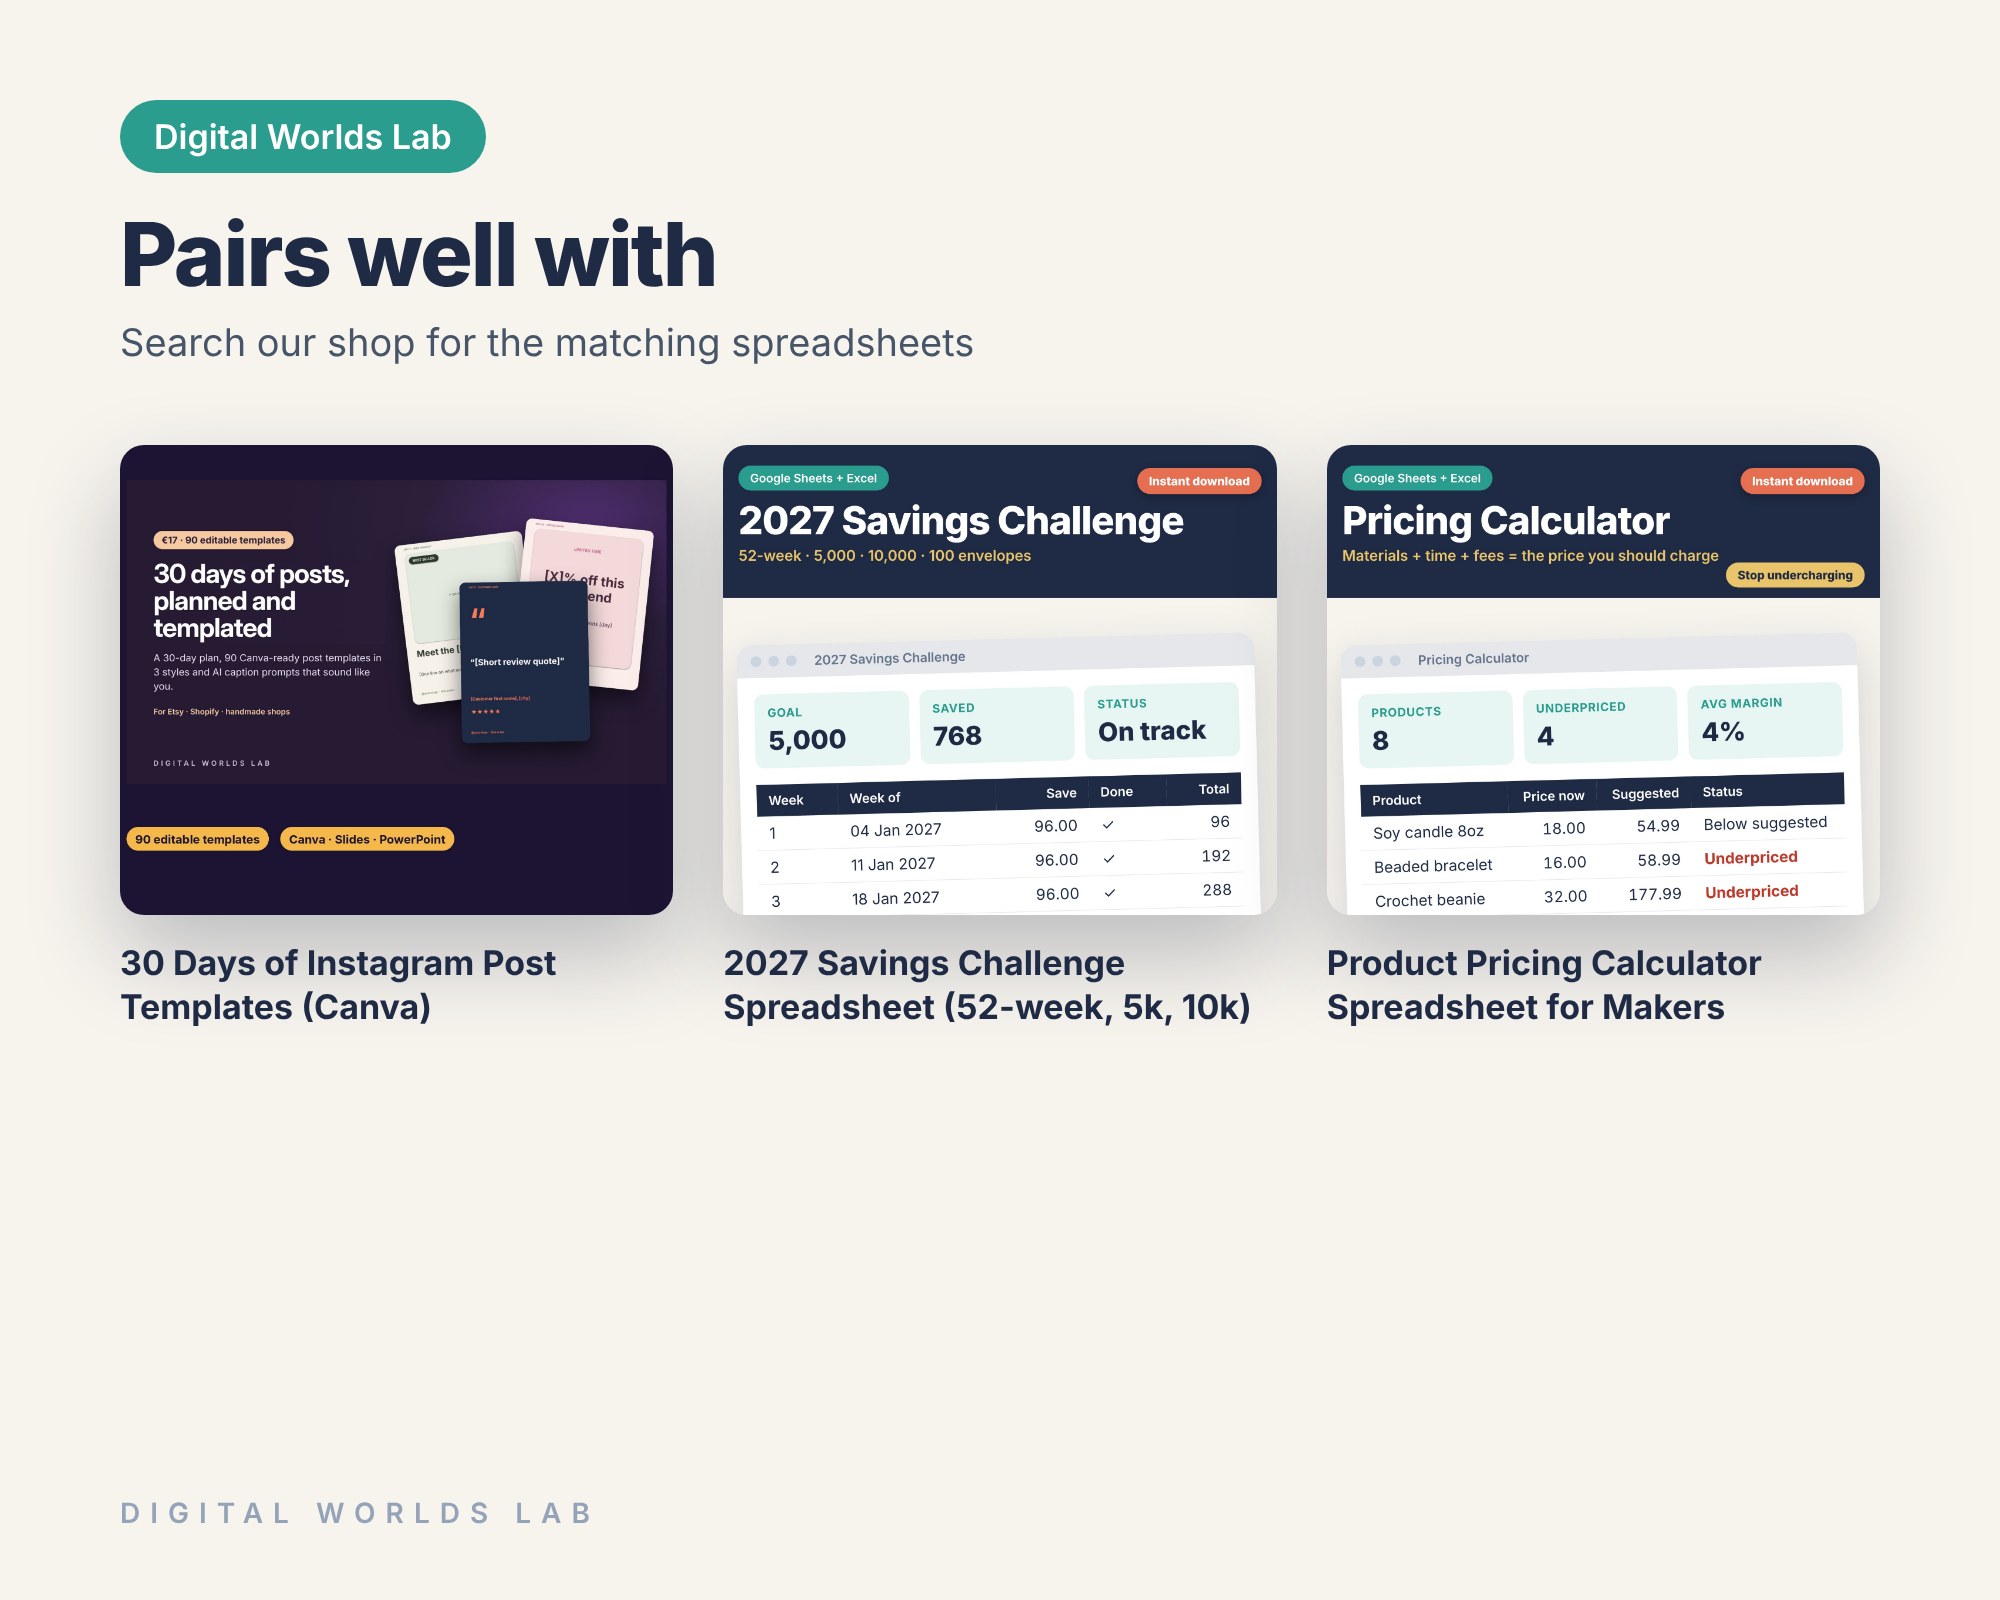 Digital Worlds Lab
Pairs well with
Search our shop for the matching spreadsheets
€17 · 90 editable templates
30 days of posts,
planned and
templated
A 30-day plan, 90 Canva-ready post templates in
3 styles and AI caption prompts that sound like
you.
For Etsy · Shopify · handmade shops
DIGITAL WORLDS LAB
Meet the [
[X]% off this
end
"[Short review quote]"
★★★★★
90 editable templates
Canva · Slides · PowerPoint
30 Days of Instagram Post
Templates (Canva)
Google Sheets + Excel
Instant download
2027 Savings Challenge
52-week · 5,000 · 10,000 · 100 envelopes
2027 Savings Challenge
GOAL SAVED STATUS
5,000 768 On track
Week Week of Save Done Total
1 04 Jan 2027 96.00 ✓ 96
2 11 Jan 2027 96.00 ✓ 192
3 18 Jan 2027 96.00 ✓ 288
2027 Savings Challenge
Spreadsheet (52-week, 5k, 10k)
Google Sheets + Excel
Instant download
Pricing Calculator
Materials + time + fees = the price you should charge
Stop undercharging
Pricing Calculator
PRODUCTS UNDERPRICED AVG MARGIN
8 4 4%
Product Price now Suggested Status
Soy candle 8oz 18.00 54.99 Below suggested
Beaded bracelet 16.00 58.99 Underpriced
Crochet beanie 32.00 177.99 Underpriced
Product Pricing Calculator
Spreadsheet for Makers
DIGITAL WORLDS LAB